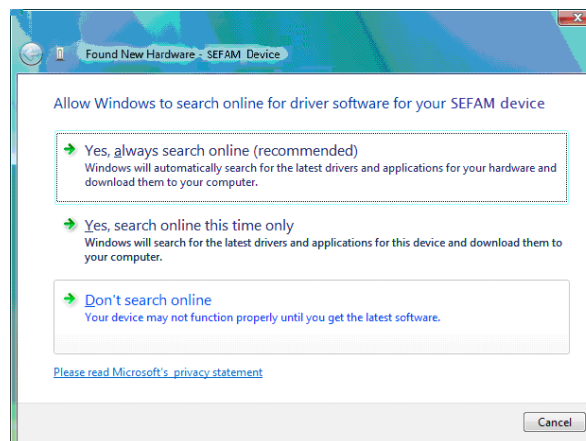 Found New Hardware - SEFAM Device
Allow Windows to search online for driver software for your SEFAM device
Yes, always search online (recommended)
Windows will automatically search for the latest drivers and applications for your hardware and
download them to your computer.
Yes, search online this time only
Windows will search for the latest drivers and applications for this device and download them to
your computer.
Don't search online
Your device may not function properly until you get the latest software.
Please read Microsoft's privacy statement
Cancel